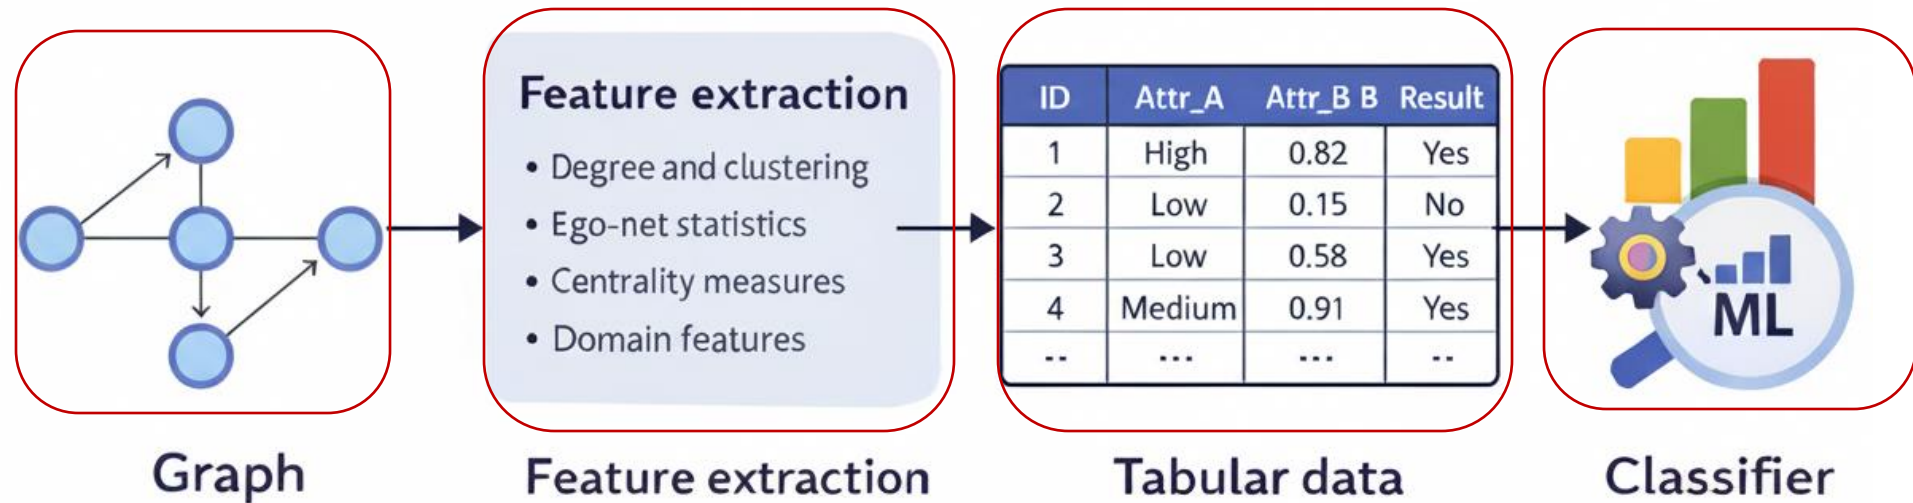 Feature extraction
• Degree and clustering
• Ego-net statistics
• Centrality measures
• Domain features
ID Attr_A Attr_B B Result
1 High 0.82 Yes
2 Low 0.15 No
3 Low 0.58 Yes
4 Medium 0.91 Yes
-- ... ... --
ML
Graph
Feature extraction
Tabular data
Classifier